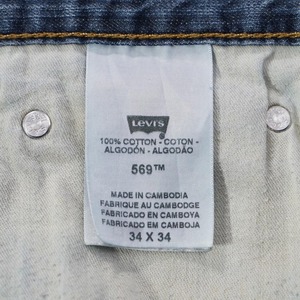 Levi's
100% COTTON - COTON -
ALGODÓN - ALGODÃO
569™
MADE IN CAMBODIA
FABRIQUE AU CAMBODGE
FABRICADO EN CAMBOYA
FABRICADO EM CAMBOJA
34 X 34